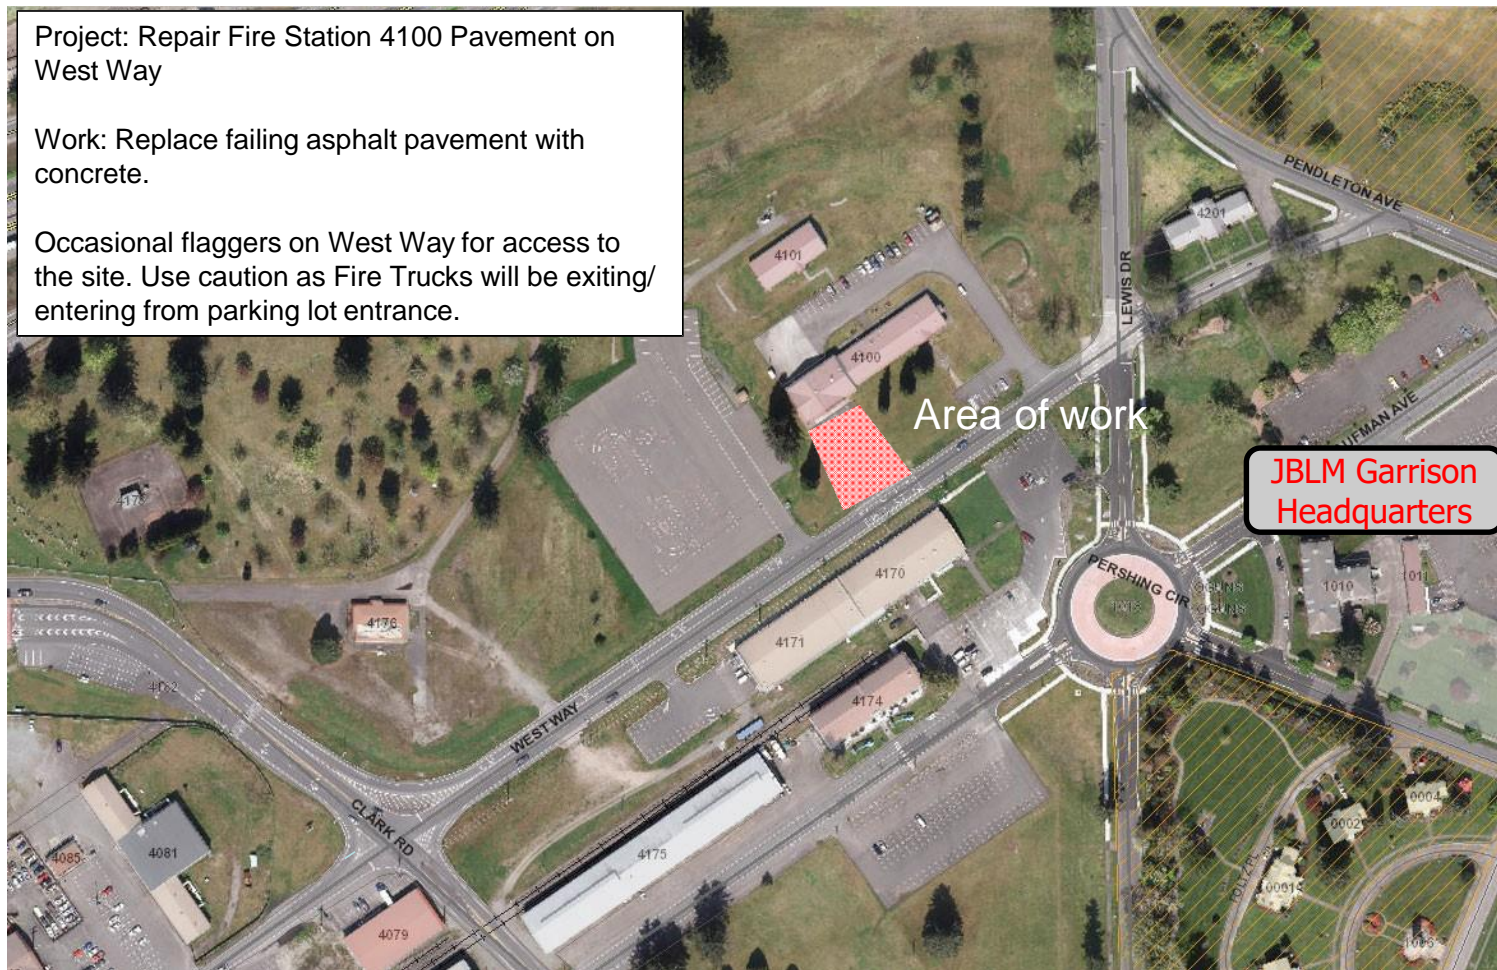 Project: Repair Fire Station 4100 Pavement on
West Way
Work: Replace failing asphalt pavement with
concrete.
Occasional flaggers on West Way for access to
the site. Use caution as Fire Trucks will be exiting/
entering from parking lot entrance.
PENDLETON AVE
4201
4101
LEWIS DR
4100
Area of work
JBLM Garrison
Headquarters
4170
PERSHING CIR
1010
4176
4171
4174
WEST WAY
CLARK RD
0004
0002
4081
4085
4175
4079